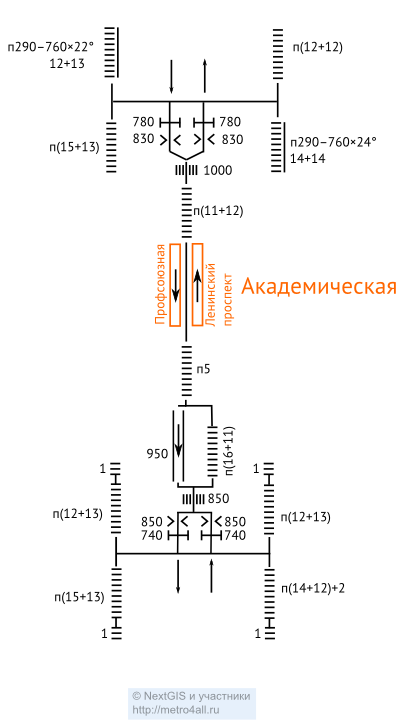 п290–760×22°
12+13
п(12+12)
780
780
830
830
п(15+13)
п290–760×24°
14+14
1000
п(11+12)
Профсоюзная
Ленинский
проспект
Академическая
п5
950
п(16+11)
1
1
850
п(12+13)
850
850
п(12+13)
740
740
п(15+13)
п(14+12)+2
1
1
© NextGIS и участники
http://metro4all.ru